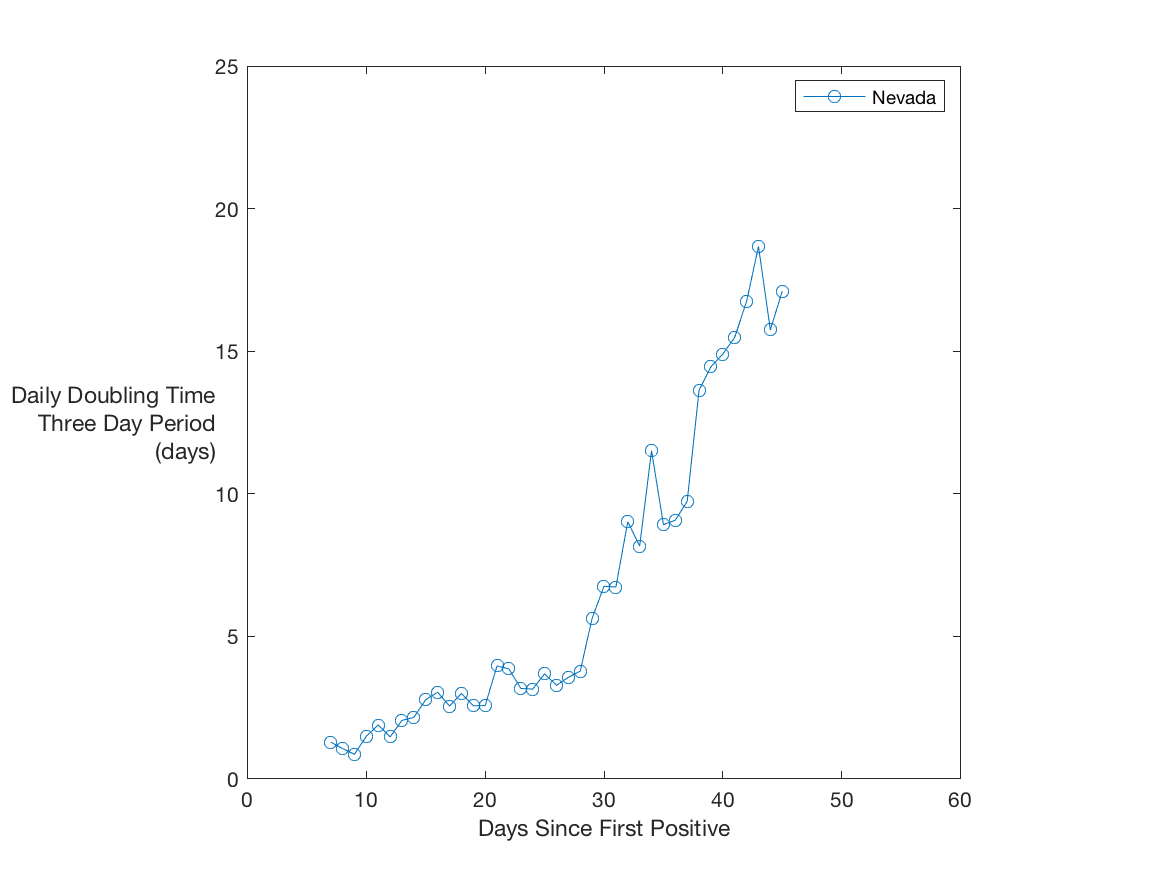 25
Nevada
20
15
Daily Doubling Time
Three Day Period
(days)
10
5
0
0 10 20 30 40 50 60
Days Since First Positive